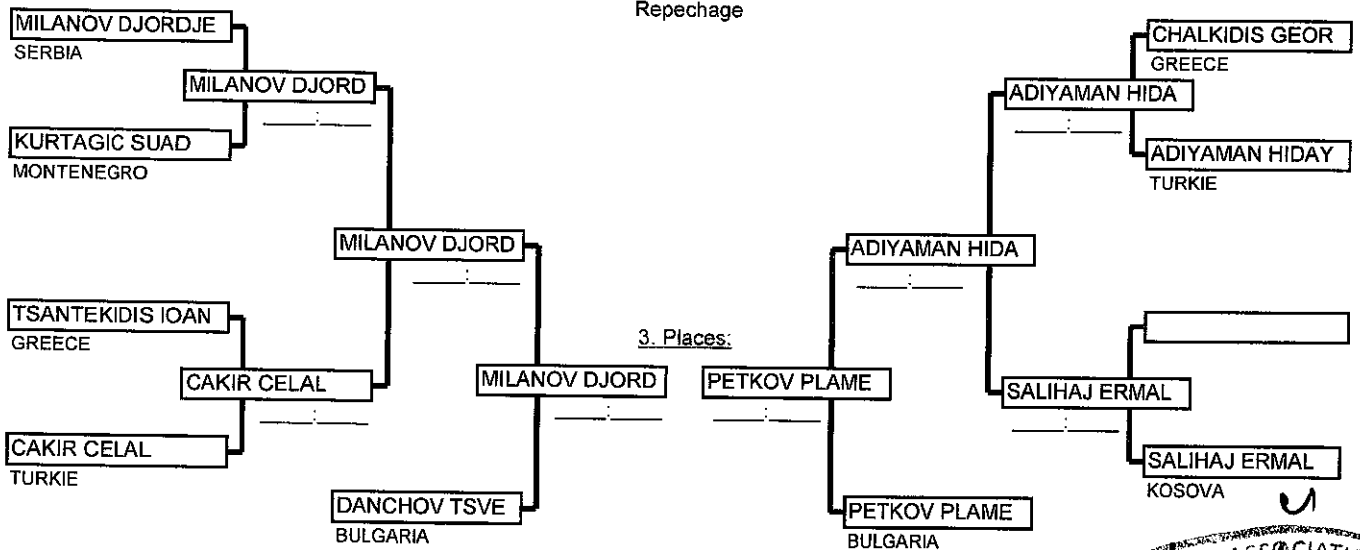 Repechage
MILANOV DJORDJE
SERBIA
MILANOV DJORD
KURTAGIC SUAD
MONTENEGRO
MILANOV DJORD
TSANTEKIDIS IOAN
GREECE
CAKIR CELAL
CAKIR CELAL
TURKIE
3. Places:
MILANOV DJORD
DANCHOV TSVE
BULGARIA
CHALKIDIS GEOR
GREECE
ADIYAMAN HIDA
ADIYAMAN HIDAY
TURKIE
ADIYAMAN HIDA
PETKOV PLAME
SALIHAJ ERMAL
SALIHAJ ERMAL
KOSOVA
PETKOV PLAME
BULGARIA